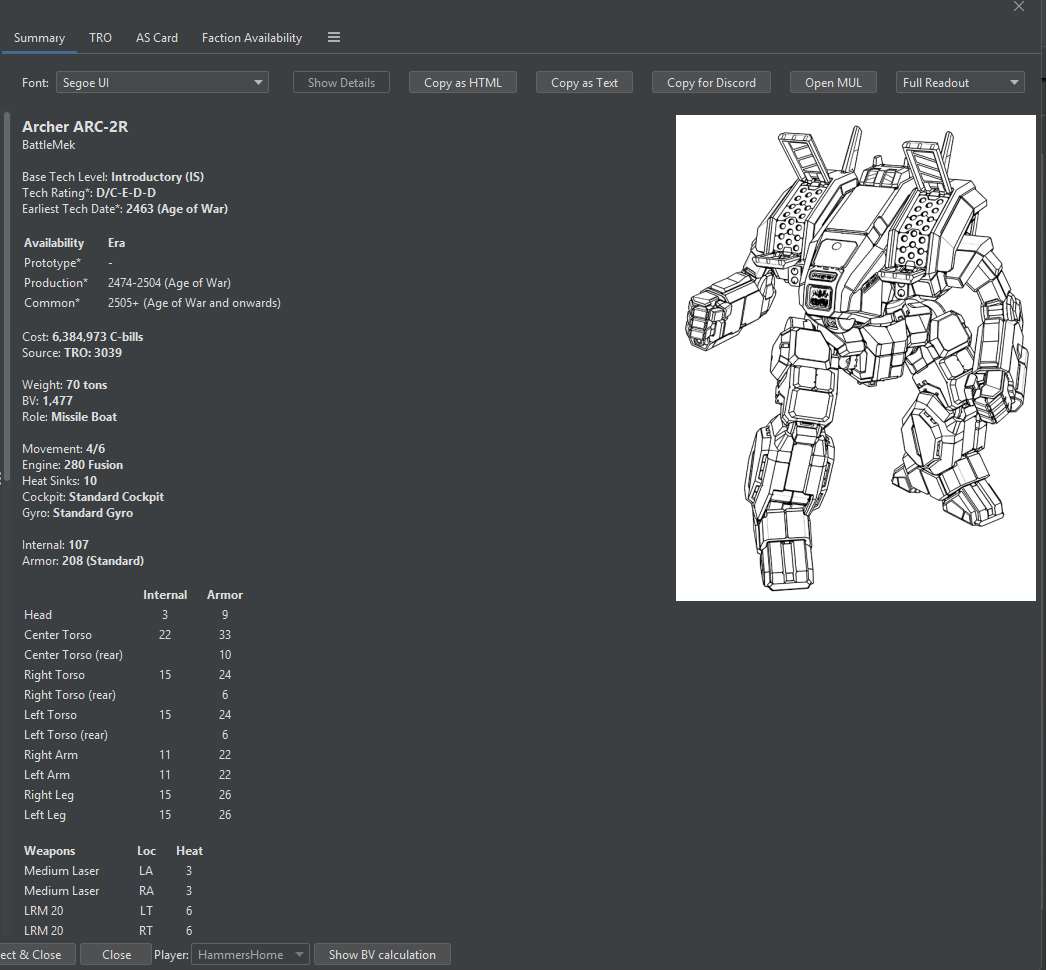 Summary TRO AS Card Faction Availability
Font: Segoe UI Show Details Copy as HTML Copy as Text Copy for Discord Open MUL Full Readout
Archer ARC-2R
BattleMek
Base Tech Level: Introductory (IS)
Tech Rating*: D/C-E-D-D
Earliest Tech Date*: 2463 (Age of War)
Availability Era
Prototype* -
Production* 2474-2504 (Age of War)
Common* 2505+ (Age of War and onwards)
Cost: 6,384,973 C-bills
Source: TRO: 3039
Weight: 70 tons
BV: 1,477
Role: Missile Boat
Movement: 4/6
Engine: 280 Fusion
Heat Sinks: 10
Cockpit: Standard Cockpit
Gyro: Standard Gyro
Internal: 107
Armor: 208 (Standard)
Internal Armor
Head 3 9
Center Torso 22 33
Center Torso (rear) 10
Right Torso 15 24
Right Torso (rear) 6
Left Torso 15 24
Left Torso (rear) 6
Right Arm 11 22
Left Arm 11 22
Right Leg 15 26
Left Leg 15 26
Weapons Loc Heat
Medium Laser LA 3
Medium Laser RA 3
LRM 20 LT 6
LRM 20 RT 6
ect & Close Close Player: HammersHome Show BV calculation